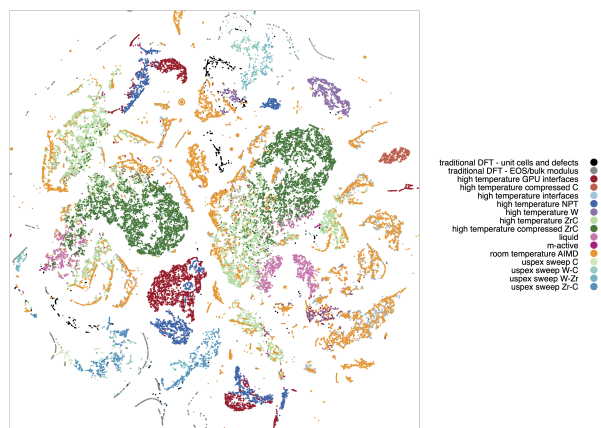 traditional DFT - unit cells and defects
traditional DFT - EOS/bulk modulus
high temperature GPU interfaces
high temperature compressed C
high temperature interfaces
high temperature NPT
high temperature W
high temperature ZrC
high temperature compressed ZrC
liquid
m-active
room temperature AIMD
uspex sweep C
uspex sweep W-C
uspex sweep W-Zr
uspex sweep Zr-C